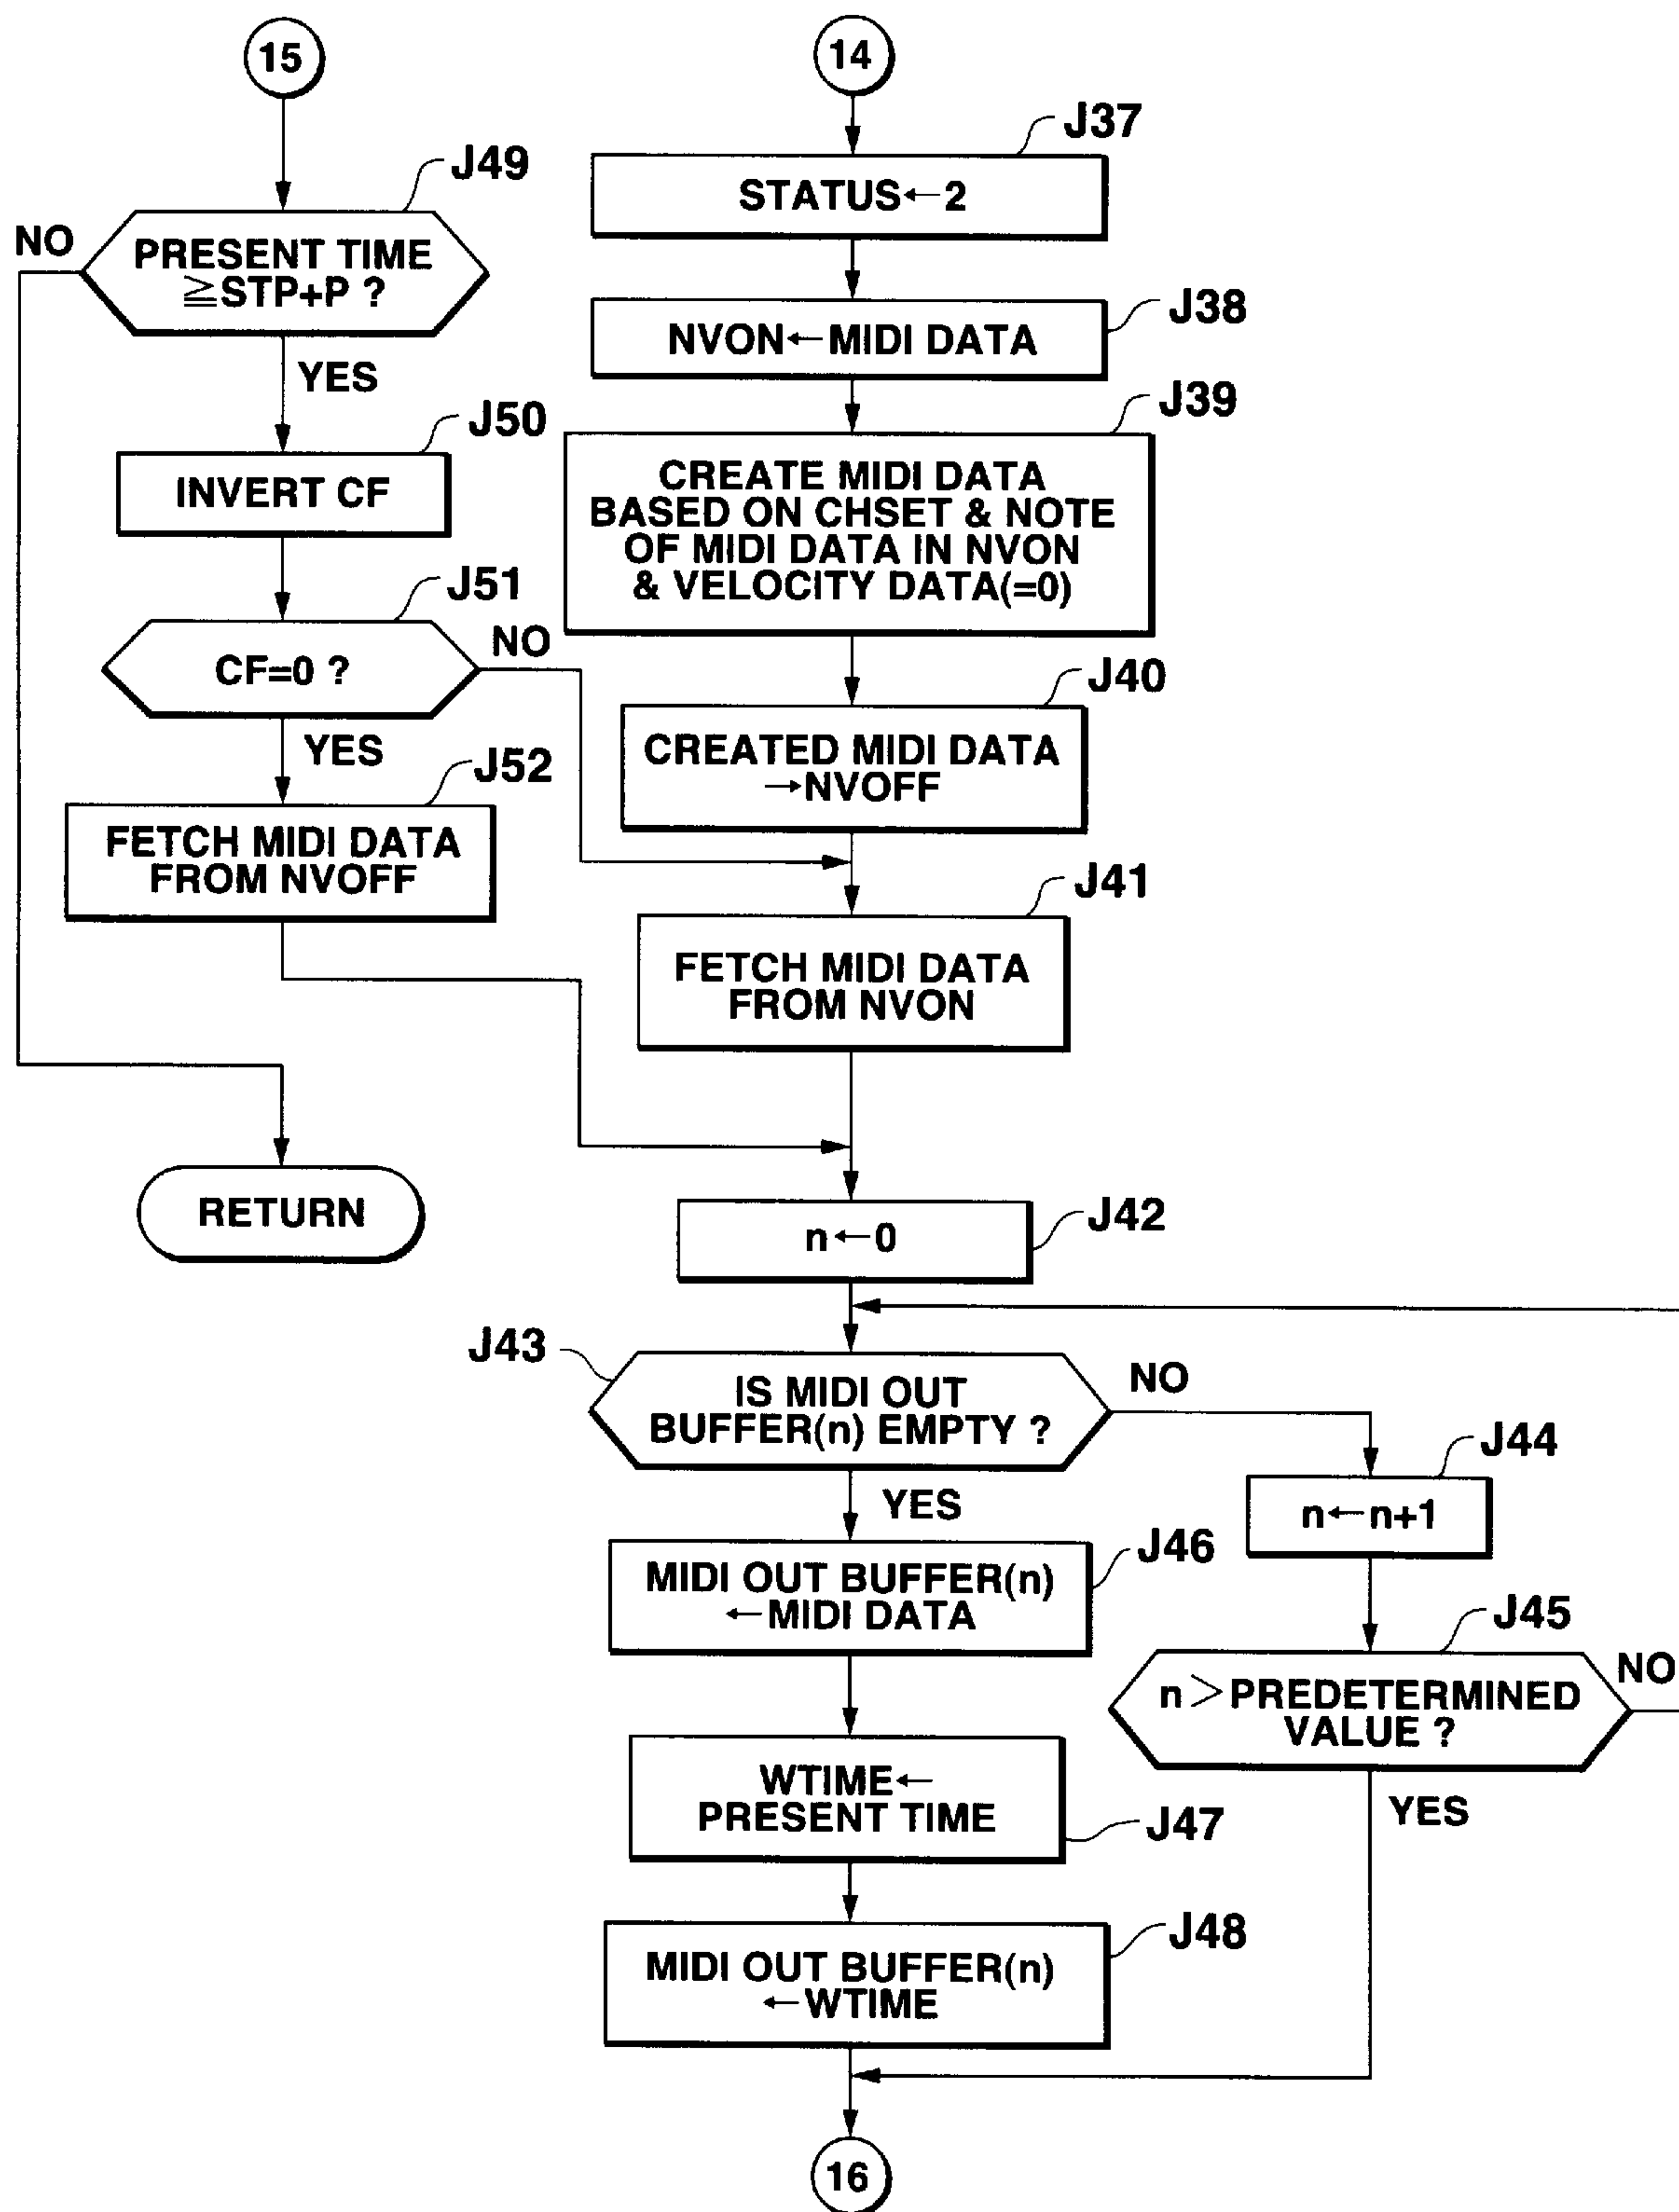 15
J49
NO
PRESENT TIME
≧STP+P ?
YES
J50
INVERT CF
J51
CF=0 ?
NO
YES
J52
FETCH MIDI DATA
FROM NVOFF
RETURN
14
J37
STATUS←2
J38
NVON←MIDI DATA
J39
CREATE MIDI DATA
BASED ON CHSET & NOTE
OF MIDI DATA IN NVON
& VELOCITY DATA(=0)
J40
CREATED MIDI DATA
→NVOFF
J41
FETCH MIDI DATA
FROM NVON
J42
n←0
J43
IS MIDI OUT
BUFFER(n) EMPTY ?
NO
YES
J44
n←n+1
J45
n>PREDETERMINED
VALUE ?
NO
YES
J46
MIDI OUT BUFFER(n)
←MIDI DATA
J47
WTIME←
PRESENT TIME
J48
MIDI OUT BUFFER(n)
←WTIME
16